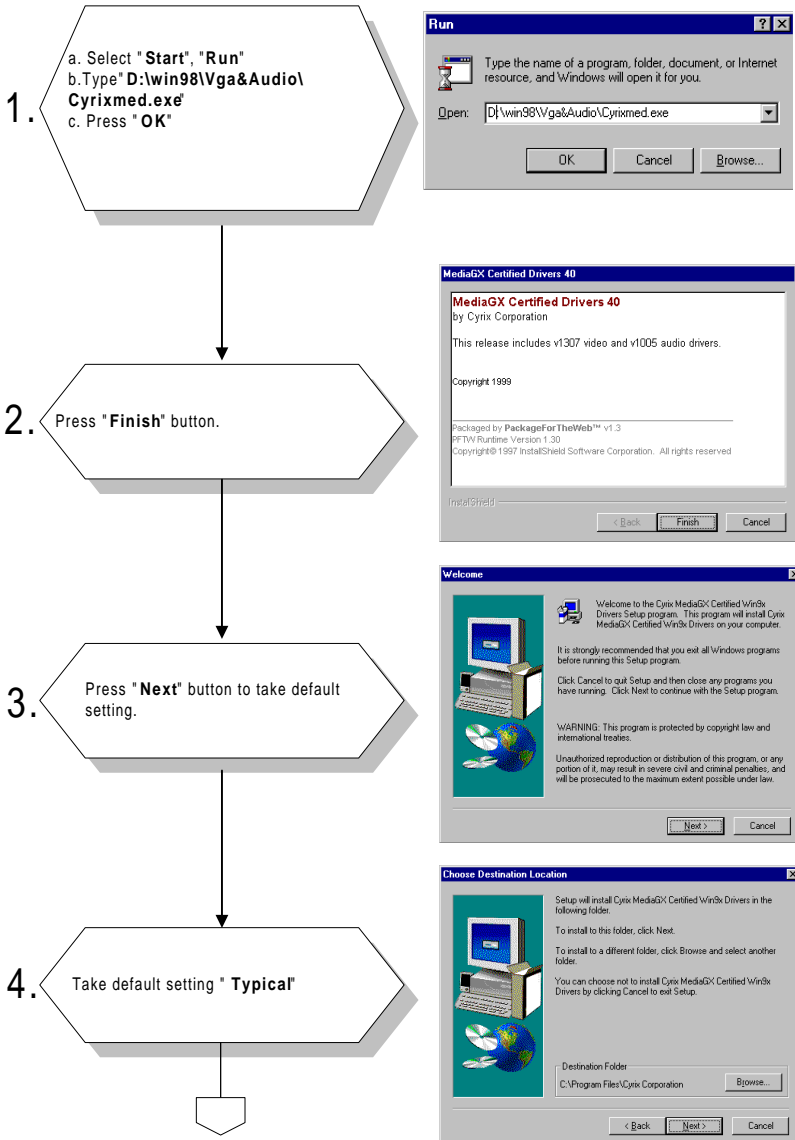 1.
a. Select "Start", "Run"
b.Type"D:\win98\Vga&Audio\
Cyrixmed.exe"
c. Press "OK"
Run
Type the name of a program, folder, document, or Internet
resource, and Windows will open it for you.
Open:
D:\win98\Vga&Audio\Cyrixmed.exe
OK
Cancel
Browse...
2.
Press "Finish" button.
MediaGX Certified Drivers 40
MediaGX Certified Drivers 40
by Cyrix Corporation
This release includes v1307 video and v1005 audio drivers.
Copyright 1999
Packaged by PackageForTheWeb™ v1.3
PFTW Runtime Version 1.30
Copyright© 1997 InstallShield Software Corporation. All rights reserved
InstallShield
< Back
Finish
Cancel
3.
Press "Next" button to take default
setting.
Welcome
Welcome to the Cyrix MediaGX Certified Win9x
Drivers Setup program. This program will install Cyrix
MediaGX Certified Win9x Drivers on your computer.
It is strongly recommended that you exit all Windows programs
before running this Setup program.
Click Cancel to quit Setup and then close any programs you
have running. Click Next to continue with the Setup program.
WARNING: This program is protected by copyright law and
international treaties.
Unauthorized reproduction or distribution of this program, or any
portion of it, may result in severe civil and criminal penalties, and
will be prosecuted to the maximum extent possible under law.
Next >
Cancel
4.
Take default setting " Typical"
Choose Destination Location
Setup will install Cyrix MediaGX Certified Win9x Drivers in the
following folder.
To install to this folder, click Next.
To install to a different folder, click Browse and select another
folder.
You can choose not to install Cyrix MediaGX Certified Win9x
Drivers by clicking Cancel to exit Setup.
Destination Folder
C:\Program Files\Cyrix Corporation
Browse...
< Back
Next >
Cancel